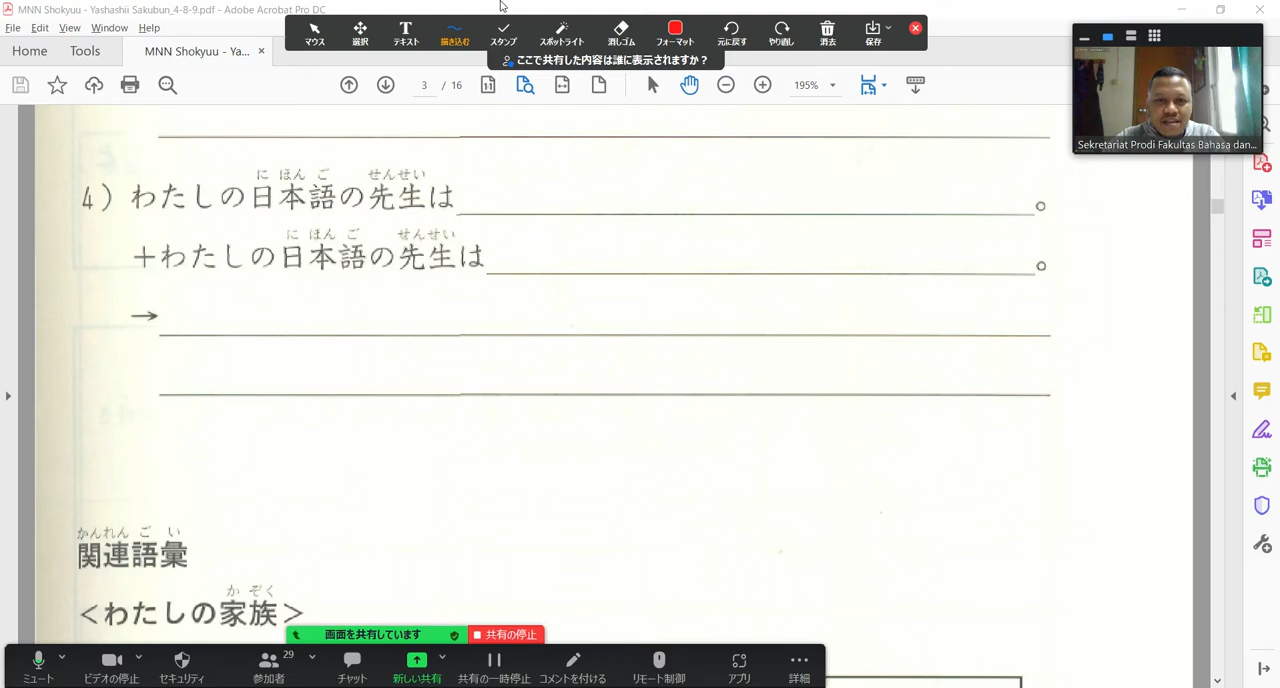 MNN Shokyuu - Yashashii Sakubun_4-8-9.pdf - Adobe Acrobat Pro DC
File Edit View Window Help
Home Tools MNN Shokyuu - Ya... ×
マウス 選択 テキスト 描き込む スタンプ スポットライト 消しゴム フォーマット 元に戻す やり直し 消去 保存
ここで共有した内容は誰に表示されますか？
3 / 16 195%
Sekretariat Prodi Fakultas Bahasa dan...
に ほん ご せんせい
4）わたしの日本語の先生は 。
に ほん ご せんせい
＋わたしの日本語の先生は 。
→
かんれん ご い
関連語彙
か ぞく
＜わたしの家族＞
画面を共有しています 共有の停止
29
ミュート ビデオの停止 セキュリティ 参加者 チャット 新しい共有 共有の一時停止 コメントを付ける リモート制御 アプリ 詳細